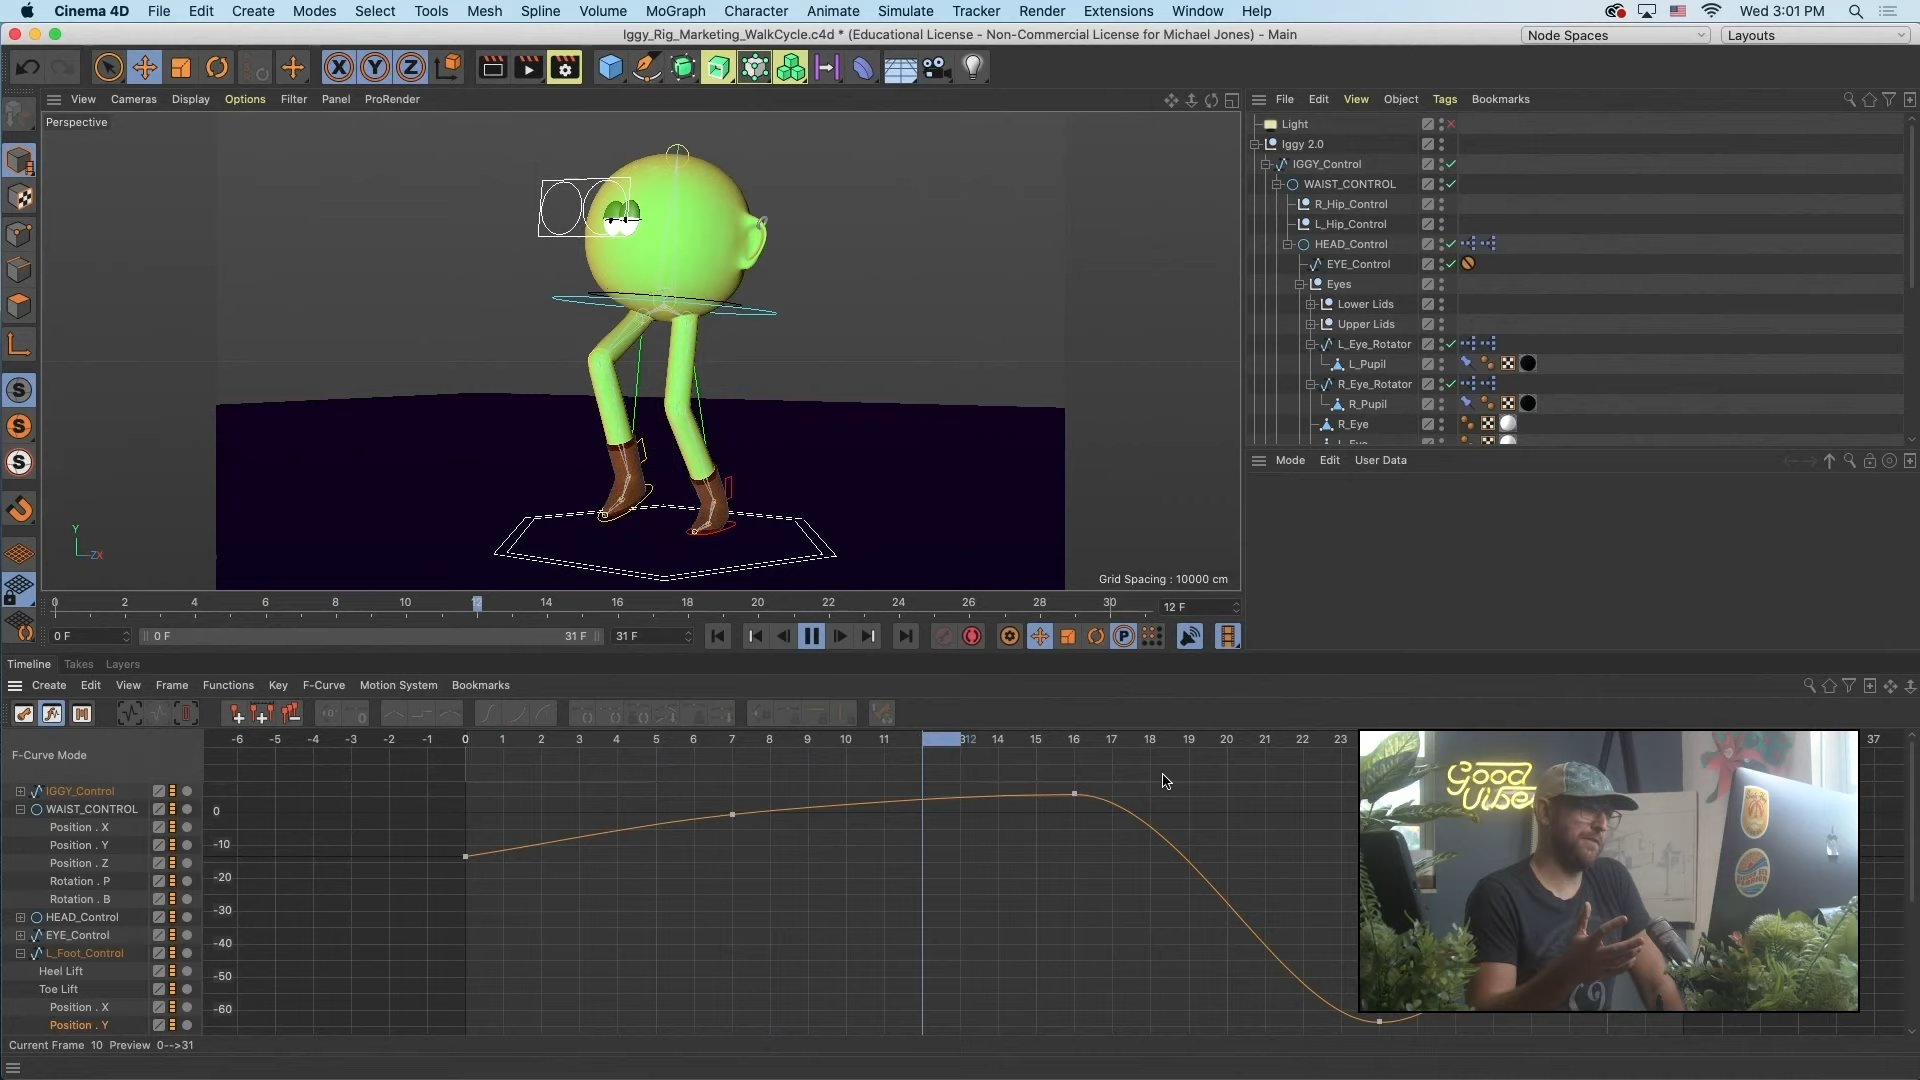 Cinema 4D File Edit Create Modes Select Tools Mesh Spline Volume MoGraph Character Animate Simulate Tracker Render Extensions Window Help Wed 3:01 PM
Iggy_Rig_Marketing_WalkCycle.c4d * (Educational License - Non-Commercial License for Michael Jones) - Main
Node Spaces
Layouts
X Y Z
View Cameras Display Options Filter Panel ProRender
Perspective
Y
ZX
Grid Spacing : 10000 cm
File Edit View Object Tags Bookmarks
Light
Iggy 2.0
IGGY_Control
WAIST_CONTROL
R_Hip_Control
L_Hip_Control
HEAD_Control
EYE_Control
Eyes
Lower Lids
Upper Lids
L_Eye_Rotator
L_Pupil
R_Eye_Rotator
R_Pupil
R_Eye
L_Eye
Mode Edit User Data
S
S
S
0 2 4 6 8 10 12 14 16 18 20 22 24 26 28 30
12 F
0 F
0 F
31 F
31 F
P
Timeline Takes Layers
Create Edit View Frame Functions Key F-Curve Motion System Bookmarks
F-Curve Mode
-6 -5 -4 -3 -2 -1 0 1 2 3 4 5 6 7 8 9 10 11 312 14 15 16 17 18 19 20 21 22 23 37
IGGY_Control
WAIST_CONTROL
Position . X
Position . Y
Position . Z
Rotation . P
Rotation . B
HEAD_Control
EYE_Control
L_Foot_Control
Heel Lift
Toe Lift
Position . X
Position . Y
0
-10
-20
-30
-40
-50
-60
Good
Vibes
Current Frame 10 Preview 0-->31